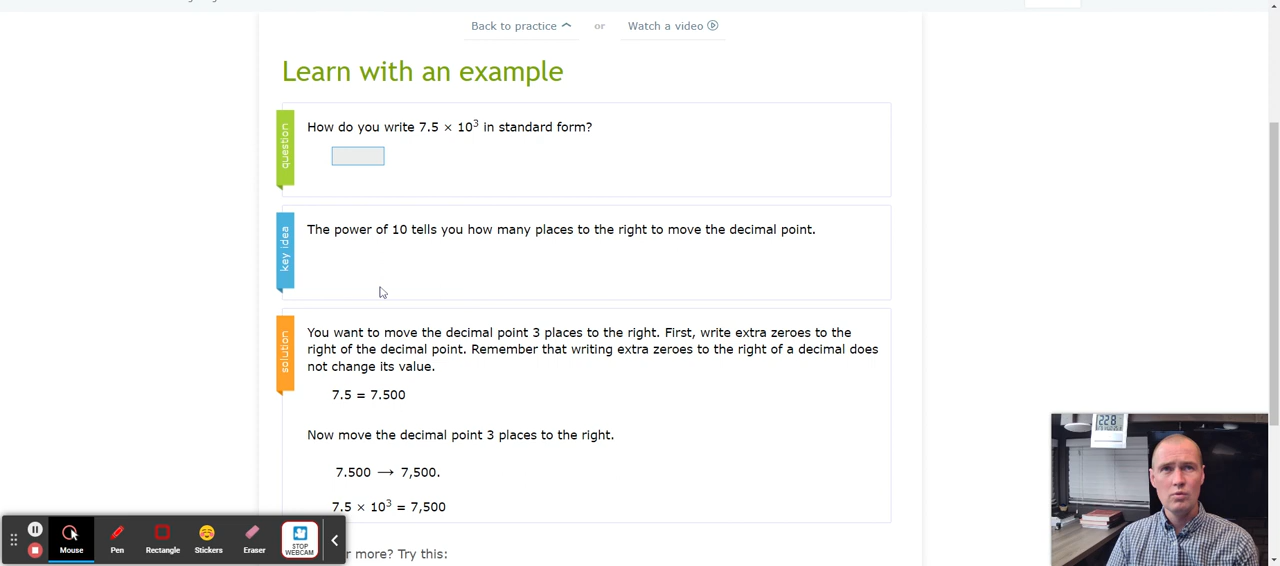 Back to practice or Watch a video
Learn with an example
question
How do you write 7.5 × 10³ in standard form?
key idea
The power of 10 tells you how many places to the right to move the decimal point.
solution
You want to move the decimal point 3 places to the right. First, write extra zeroes to the
right of the decimal point. Remember that writing extra zeroes to the right of a decimal does
not change its value.
7.5 = 7.500
Now move the decimal point 3 places to the right.
7.500 → 7,500.
7.5 × 10³ = 7,500
r more? Try this:
Mouse Pen Rectangle Stickers Eraser STOP WEBCAM
228